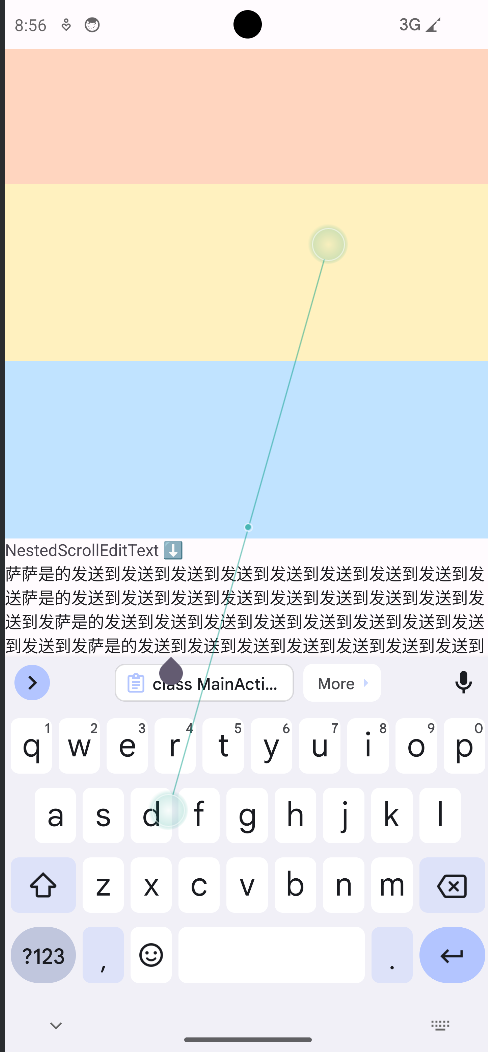 8:56
3G
NestedScrollEditText ⬇️
萨萨是的发送到发送到发送到发送到发送到发送到发送到发送到发
送萨是的发送到发送到发送到发送到发送到发送到发送到发送到发
送到发萨是的发送到发送到发送到发送到发送到发送到发送到发送
到发送到发萨是的发送到发送到发送到发送到发送到发送到发送到
class MainActi...
More
1 2 3 4 5 6 7 8 9 0
q w e r t y u i o p
a s d f g h j k l
z x c v b n m
?123 , .